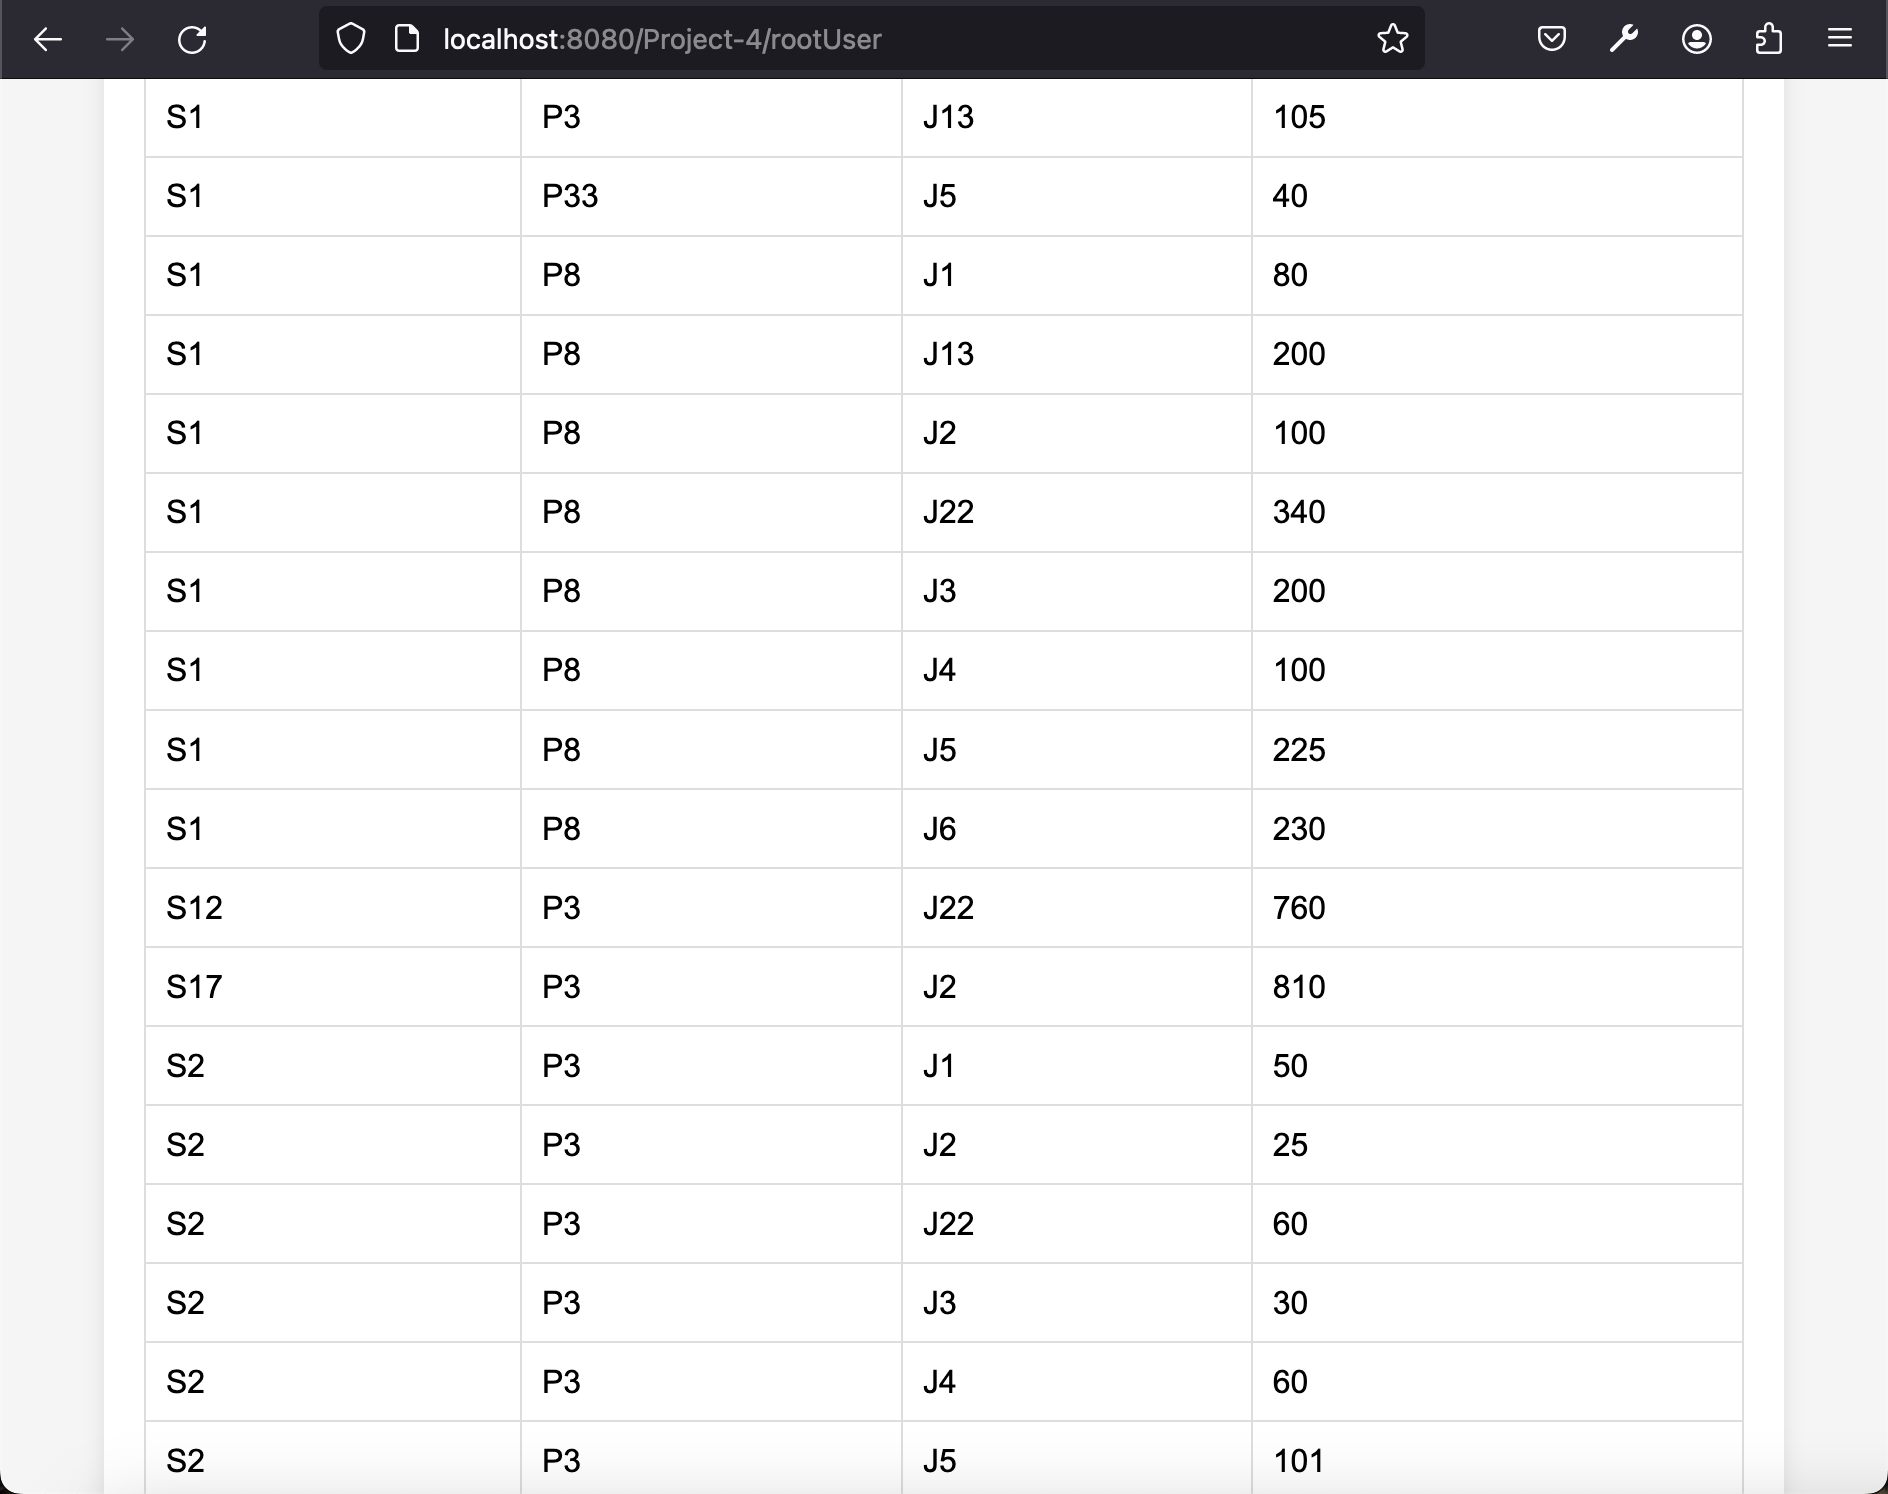 localhost:8080/Project-4/rootUser
S1 P3 J13 105
S1 P33 J5 40
S1 P8 J1 80
S1 P8 J13 200
S1 P8 J2 100
S1 P8 J22 340
S1 P8 J3 200
S1 P8 J4 100
S1 P8 J5 225
S1 P8 J6 230
S12 P3 J22 760
S17 P3 J2 810
S2 P3 J1 50
S2 P3 J2 25
S2 P3 J22 60
S2 P3 J3 30
S2 P3 J4 60
S2 P3 J5 101